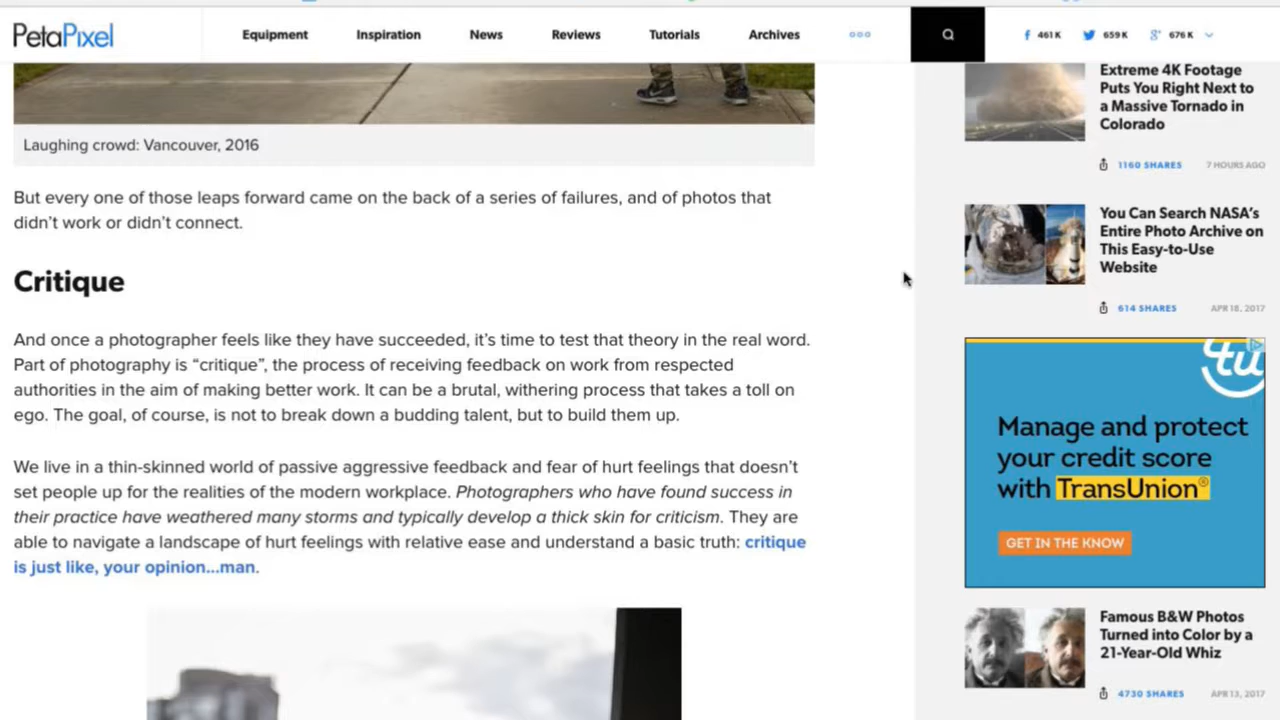 PetaPixel
Equipment
Inspiration
News
Reviews
Tutorials
Archives
461 K
659 K
676 K
Laughing crowd: Vancouver, 2016
But every one of those leaps forward came on the back of a series of failures, and of photos that
didn’t work or didn’t connect.
Critique
And once a photographer feels like they have succeeded, it’s time to test that theory in the real word.
Part of photography is “critique”, the process of receiving feedback on work from respected
authorities in the aim of making better work. It can be a brutal, withering process that takes a toll on
ego. The goal, of course, is not to break down a budding talent, but to build them up.
We live in a thin-skinned world of passive aggressive feedback and fear of hurt feelings that doesn’t
set people up for the realities of the modern workplace. Photographers who have found success in
their practice have weathered many storms and typically develop a thick skin for criticism. They are
able to navigate a landscape of hurt feelings with relative ease and understand a basic truth: critique
is just like, your opinion...man.
Extreme 4K Footage
Puts You Right Next to
a Massive Tornado in
Colorado
1160 SHARES
7 HOURS AGO
You Can Search NASA’s
Entire Photo Archive on
This Easy-to-Use
Website
614 SHARES
APR 18, 2017
tu
Manage and protect
your credit score
with TransUnion®
GET IN THE KNOW
Famous B&W Photos
Turned into Color by a
21-Year-Old Whiz
4730 SHARES
APR 13, 2017